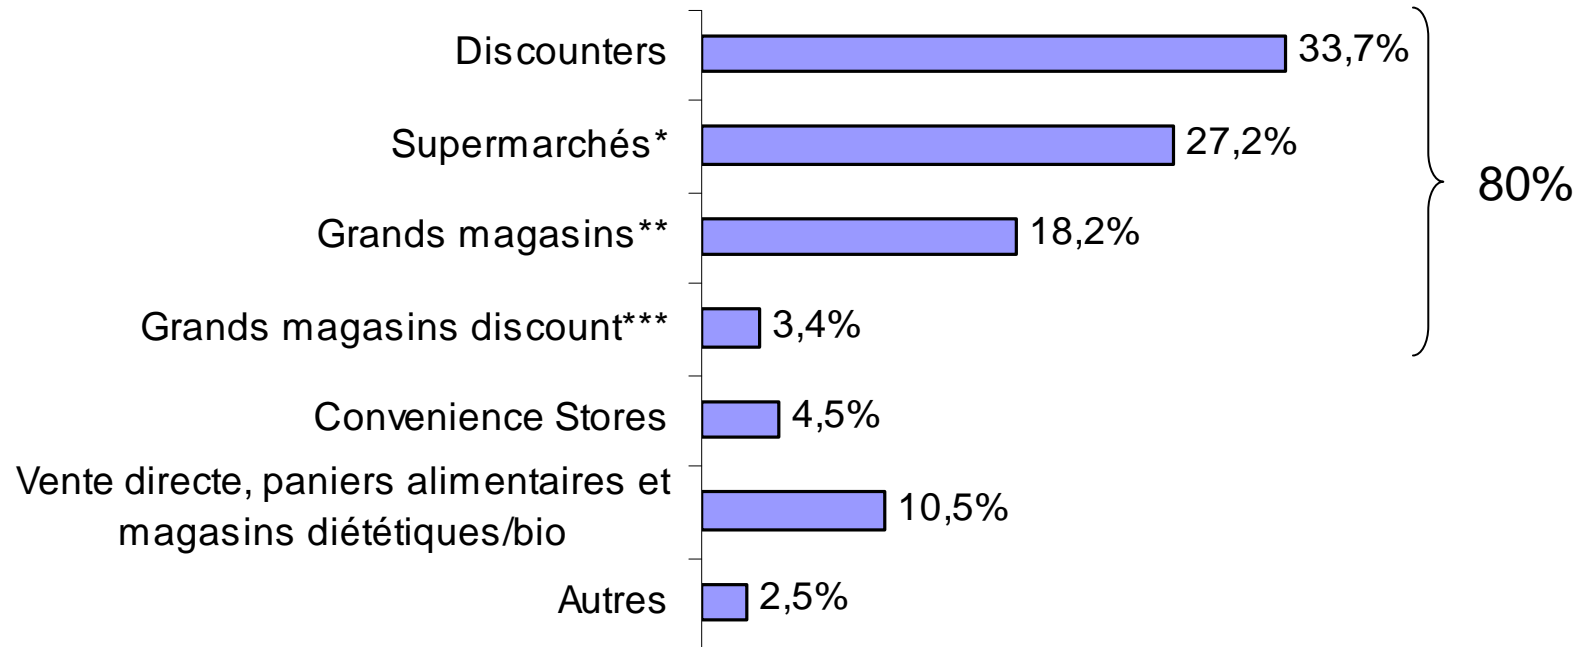 Discounters 33,7%
Supermarchés* 27,2%
80%
Grands magasins** 18,2%
Grands magasins discount*** 3,4%
Convenience Stores 4,5%
Vente directe, paniers alimentaires et
magasins diététiques/bio 10,5%
Autres 2,5%